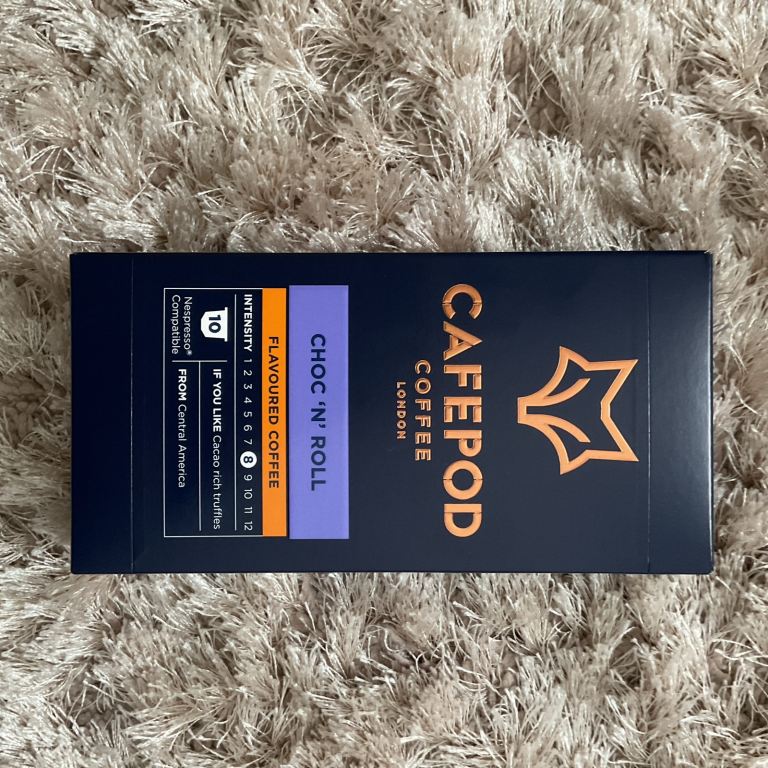 CAFEPOD
COFFEE
LONDON
CHOC 'N' ROLL
FLAVOURED COFFEE
INTENSITY 1 2 3 4 5 6 7 8 9 10 11 12
10
Nespresso®
Compatible
IF YOU LIKE Cacao rich truffles
FROM Central America